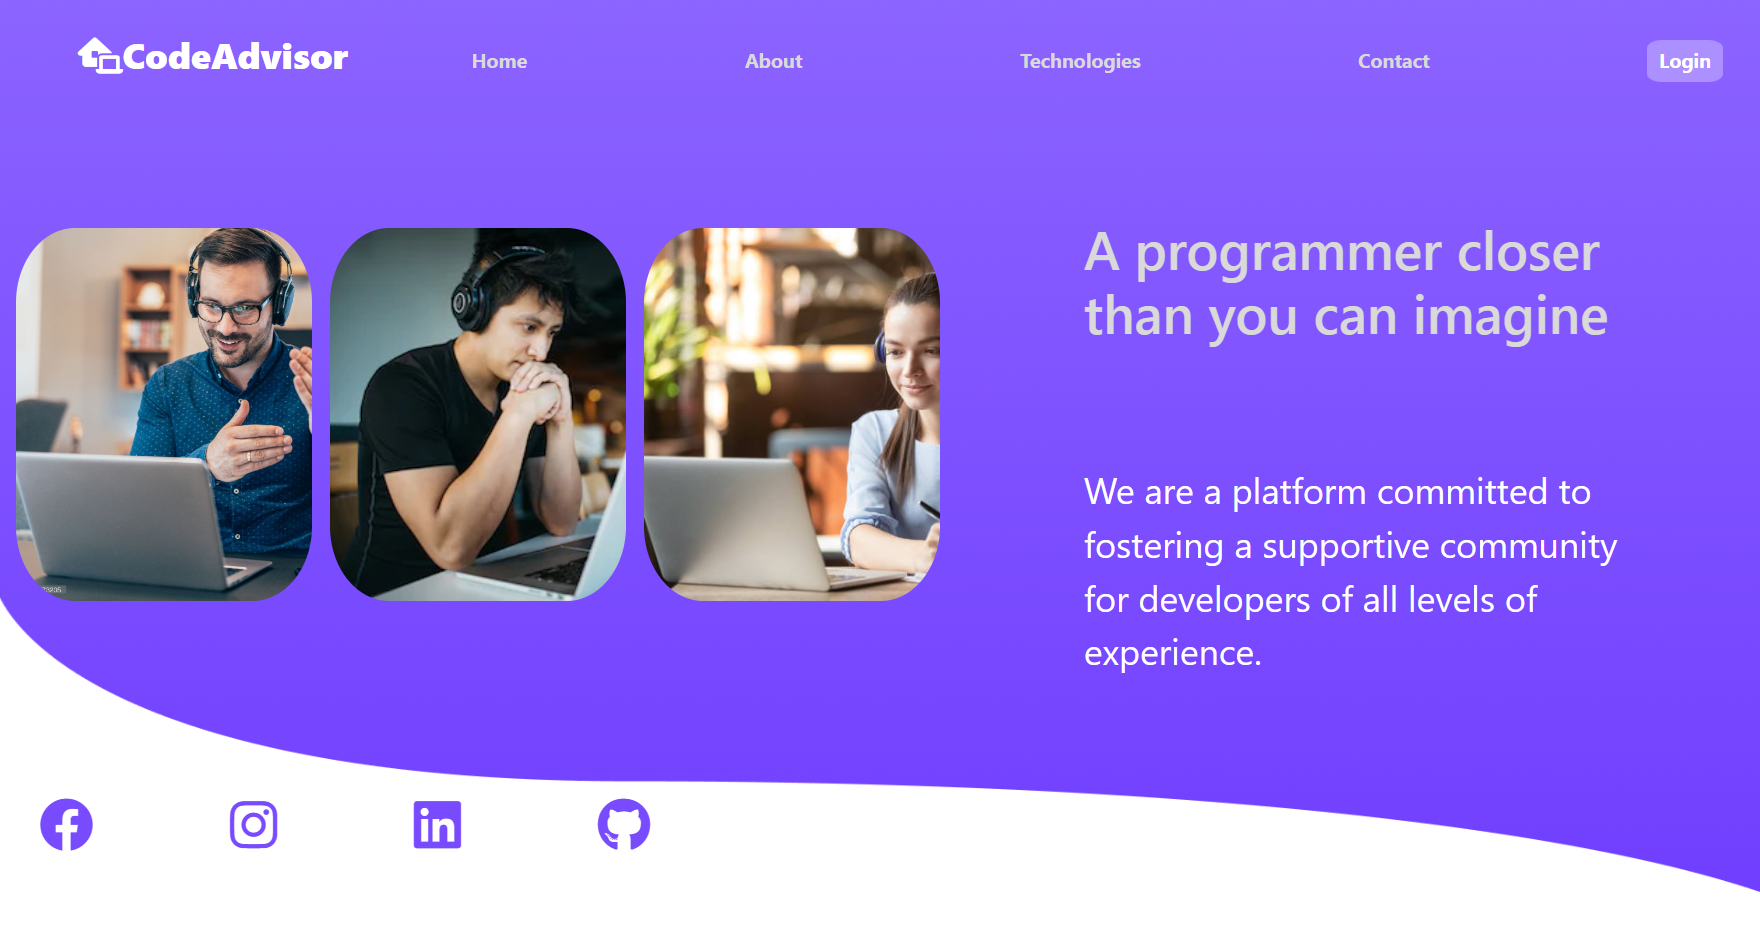 CodeAdvisor
Home
About
Technologies
Contact
Login
A programmer closer
than you can imagine
We are a platform committed to
fostering a supportive community
for developers of all levels of
experience.